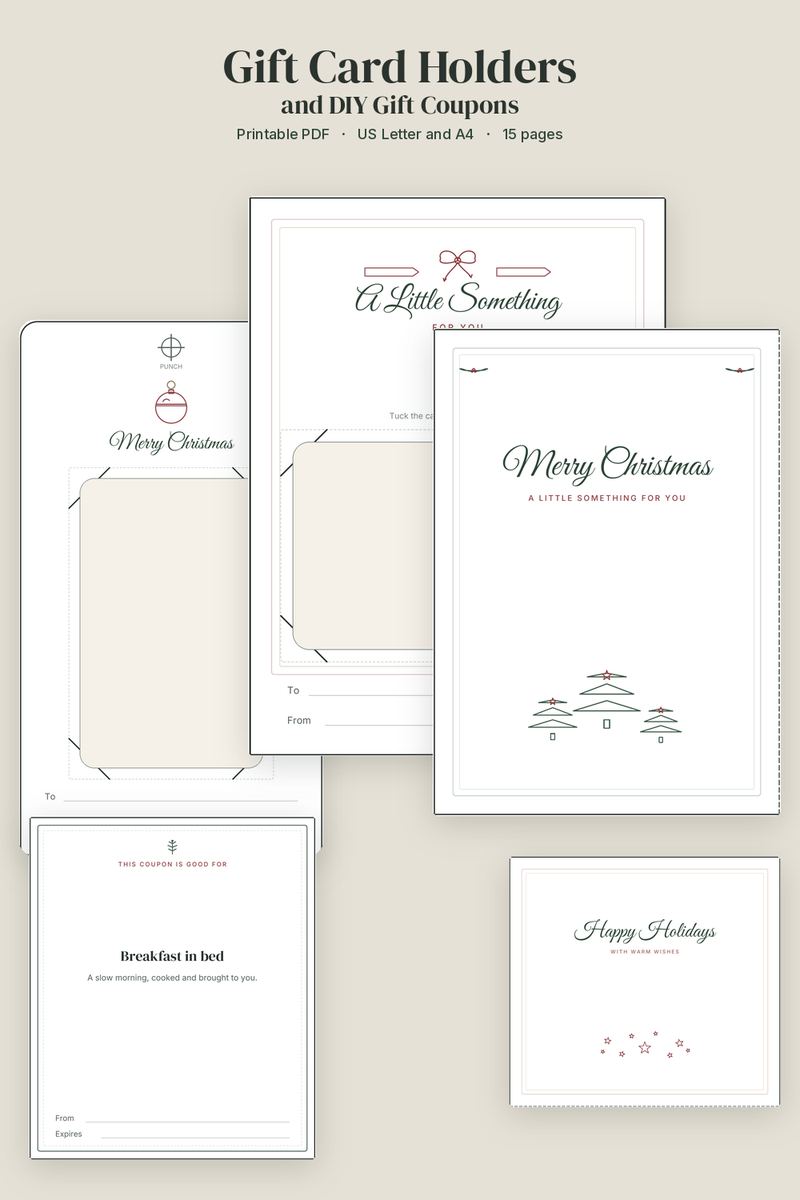 Gift Card Holders
and DIY Gift Coupons
Printable PDF · US Letter and A4 · 15 pages
A Little Something
FOR YOU
Tuck the
PUNCH
Merry Christmas
To
Merry Christmas
A LITTLE SOMETHING FOR YOU
To
From
THIS COUPON IS GOOD FOR
Breakfast in bed
A slow morning, cooked and brought to you.
From
Expires
Happy Holidays
WITH WARM WISHES